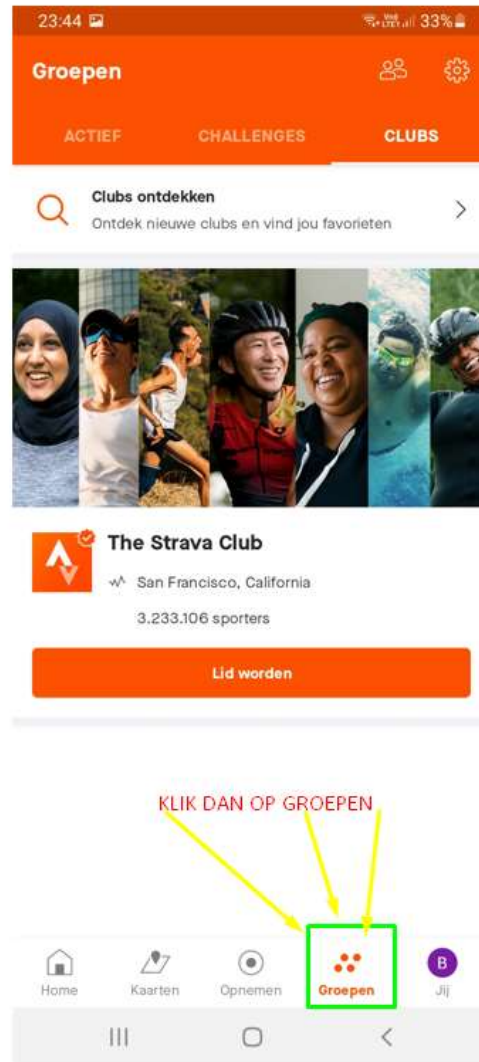 23:44 33%
Groepen
ACTIEF CHALLENGES CLUBS
Clubs ontdekken
Ontdek nieuwe clubs en vind jou favorieten
The Strava Club
San Francisco, California
3.233.106 sporters
Lid worden
KLIK DAN OP GROEPEN
B
Home Kaarten Opnemen Groepen Jij